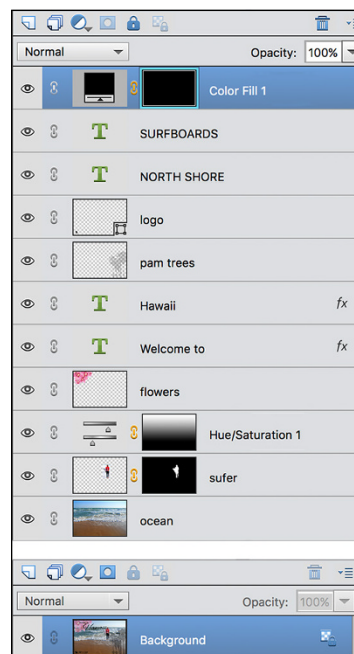 Normal Opacity: 100%
Color Fill 1
T SURFBOARDS
T NORTH SHORE
logo
pam trees
T Hawaii fx
T Welcome to fx
flowers
Hue/Saturation 1
sufer
ocean
Normal Opacity: 100%
Background